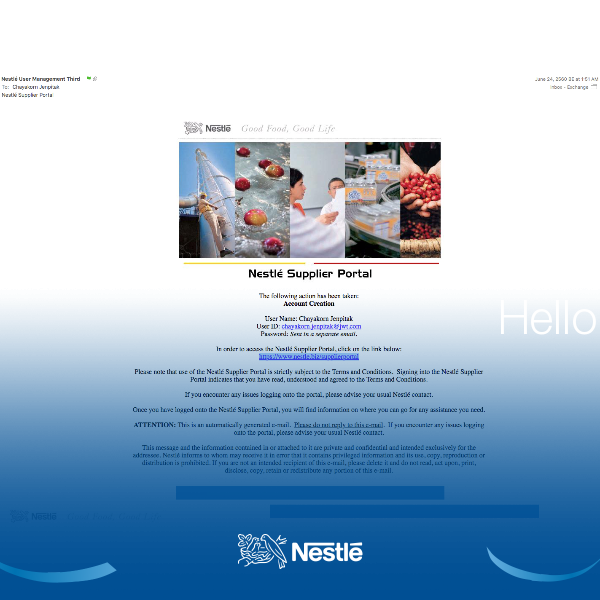 Nestlé User Management Third
June 24, 2560 BE at 1:51 AM
To: Chayakorn Jenpitak
Inbox - Exchange
Nestlé Supplier Portal
Nestlé Good Food, Good Life
Nestlé Supplier Portal
The following action has been taken:
Account Creation
User Name: Chayakorn Jenpitak
User ID: chayakorn.jenpitak@jwt.com
Password: Sent in a separate email.
In order to access the Nestlé Supplier Portal, click on the link below:
https://www.nestle.biz/supplierportal
Please note that use of the Nestlé Supplier Portal is strictly subject to the Terms and Conditions. Signing into the Nestlé Supplier
Portal indicates that you have read, understood and agreed to the Terms and Conditions.
If you encounter any issues logging onto the portal, please advise your usual Nestlé contact.
Once you have logged onto the Nestlé Supplier Portal, you will find information on where you can go for any assistance you need.
ATTENTION: This is an automatically generated e-mail. Please do not reply to this e-mail. If you encounter any issues logging
onto the portal, please advise your usual Nestlé contact.
This message and the information contained in or attached to it are private and confidential and intended exclusively for the
addressee. Nestlé informs to whom may receive it in error that it contains privileged information and its use, copy, reproduction or
distribution is prohibited. If you are not an intended recipient of this e-mail, please delete it and do not read, act upon, print,
disclose, copy, retain or redistribute any portion of this e-mail.
Hello
Nestlé
Nestlé